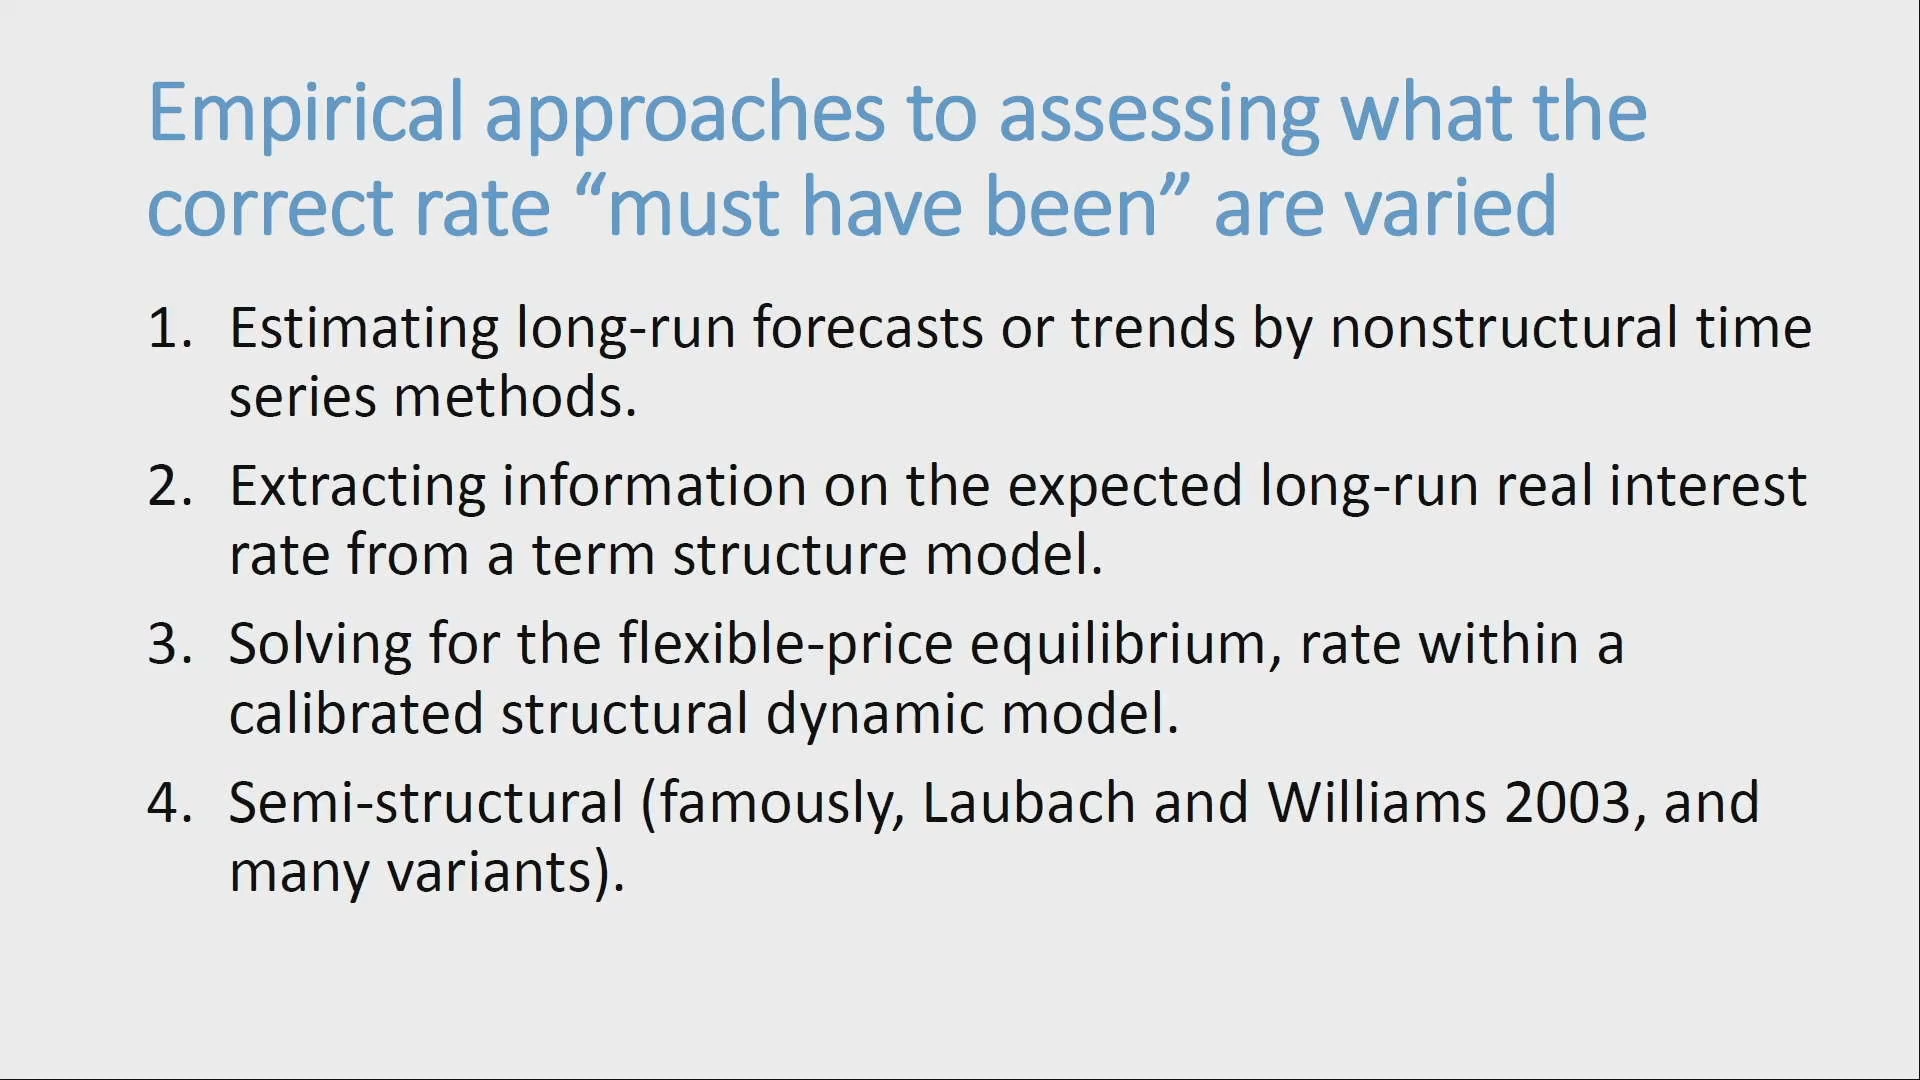 Empirical approaches to assessing what the
correct rate “must have been” are varied
1. Estimating long-run forecasts or trends by nonstructural time
series methods.
2. Extracting information on the expected long-run real interest
rate from a term structure model.
3. Solving for the flexible-price equilibrium, rate within a
calibrated structural dynamic model.
4. Semi-structural (famously, Laubach and Williams 2003, and
many variants).